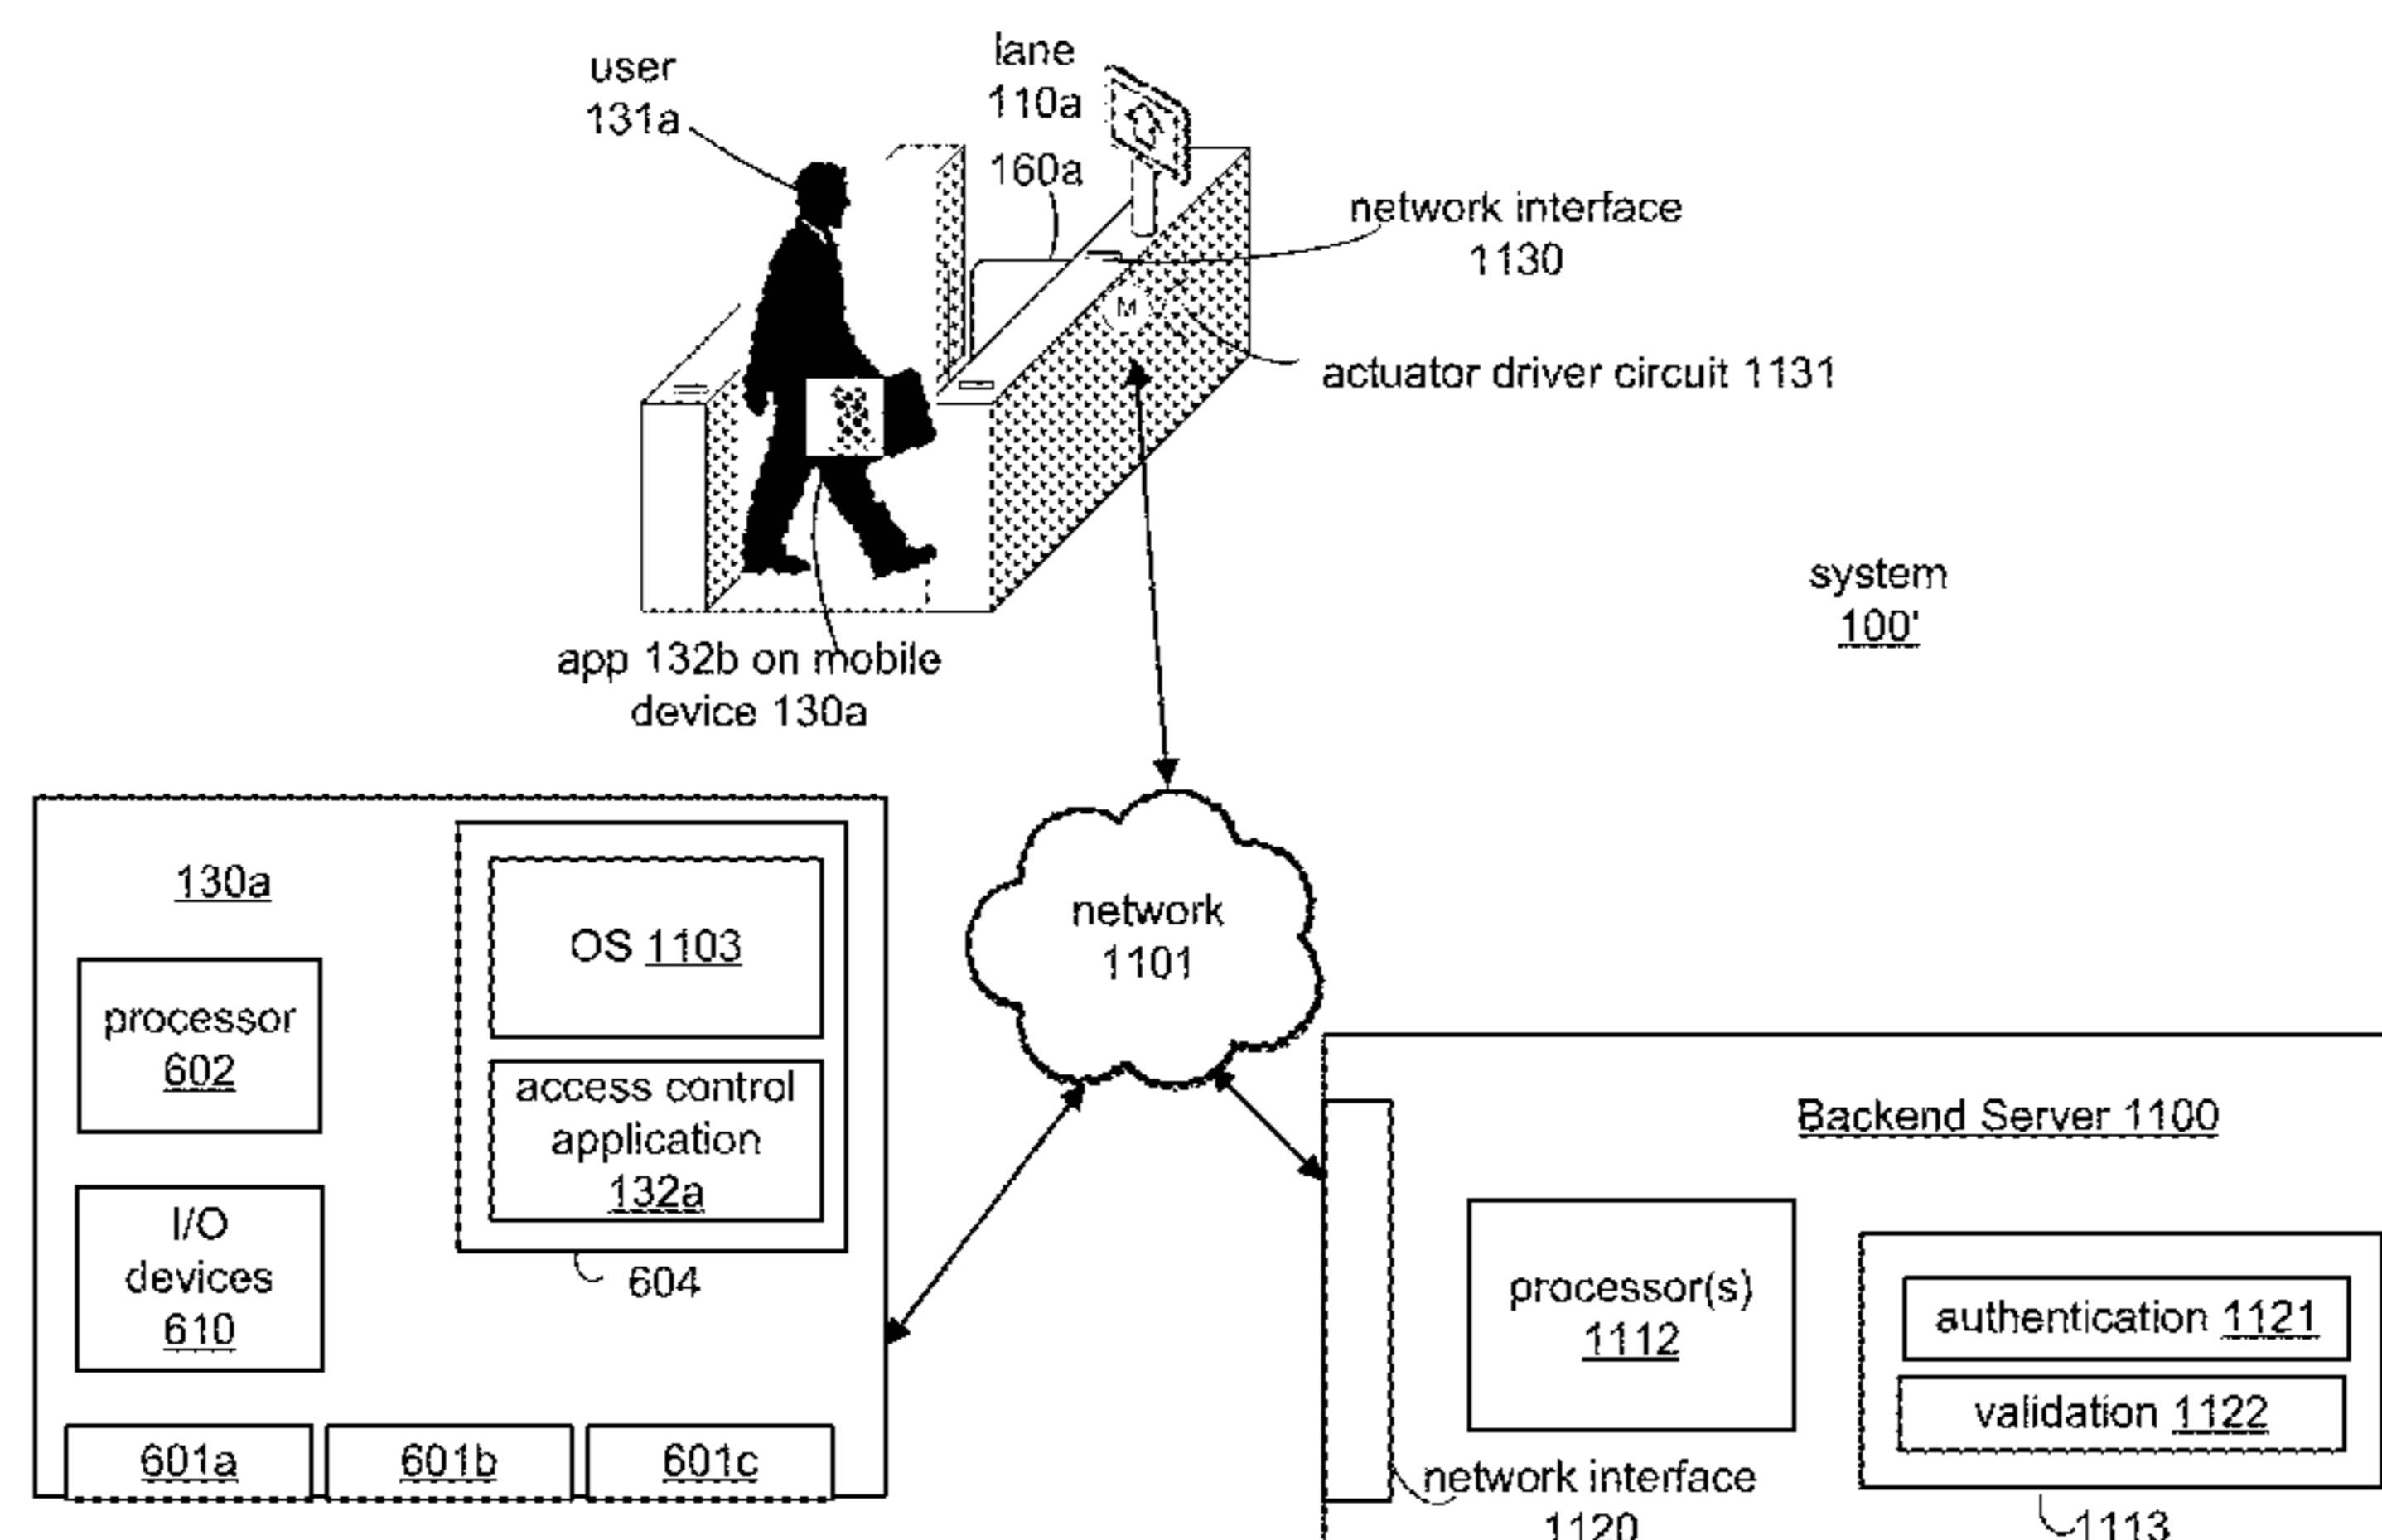 user
131a
lane
110a
160a
network interface
1130
M
actuator driver circuit 1131
app 132b on mobile
device 130a
system
100'
130a
OS 1103
processor
602
access control
application
132a
I/O
devices
610
604
601a
601b
601c
network
1101
Backend Server 1100
processor(s)
1112
authentication 1121
validation 1122
network interface
1120
1113